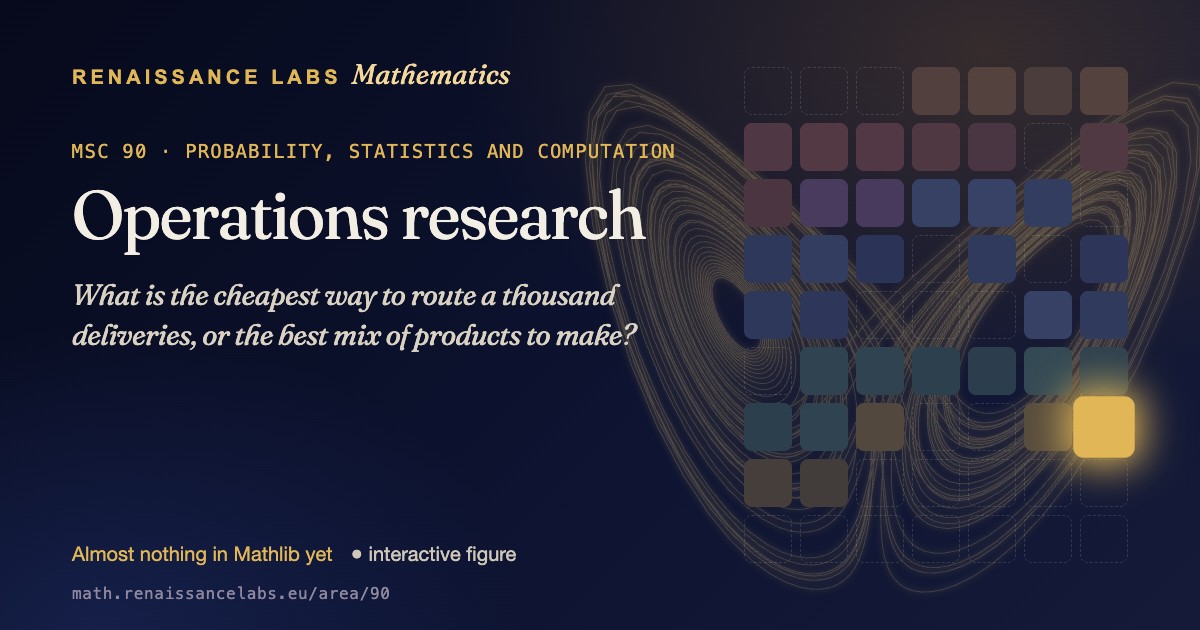 RENAISSANCE LABS Mathematics
MSC 90 · PROBABILITY, STATISTICS AND COMPUTATION
Operations research
What is the cheapest way to route a thousand
deliveries, or the best mix of products to make?
Almost nothing in Mathlib yet ● interactive figure
math.renaissancelabs.eu/area/90